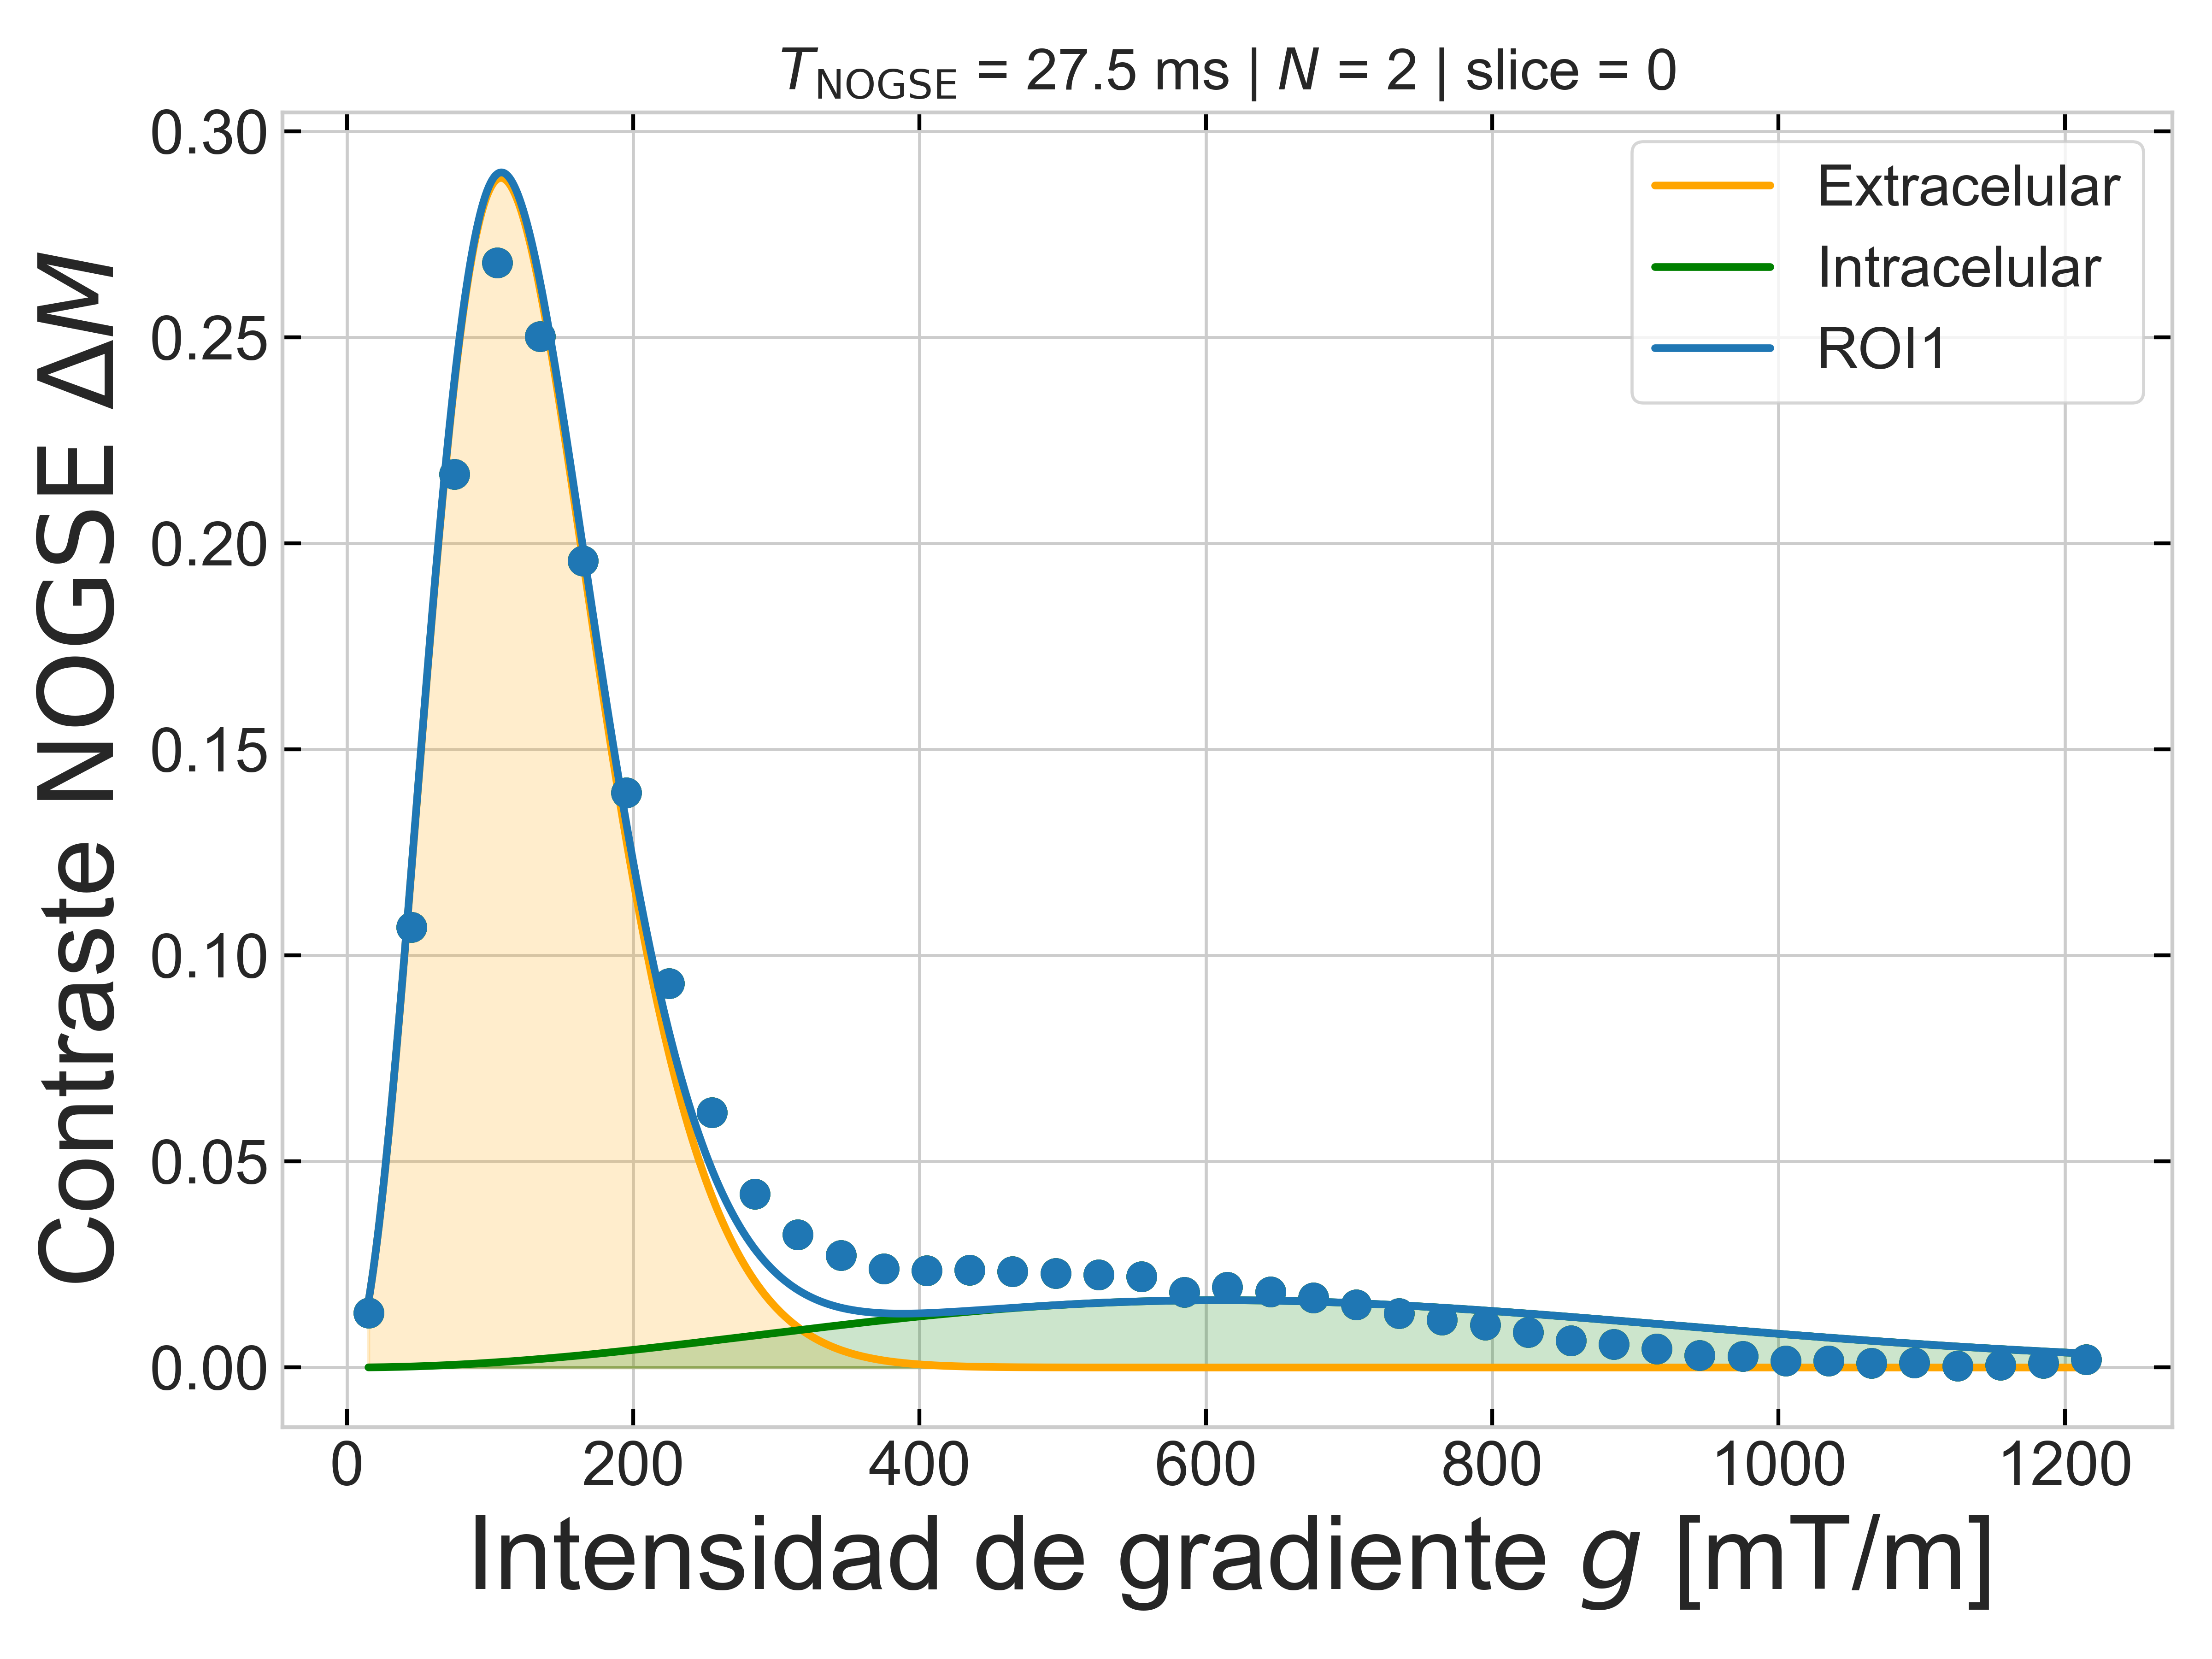 T_NOGSE = 27.5 ms | N = 2 | slice = 0
Contraste NOGSE ΔM
0.30
0.25
0.20
0.15
0.10
0.05
0.00
Extracelular
Intracelular
ROI1
0 200 400 600 800 1000 1200
Intensidad de gradiente g [mT/m]